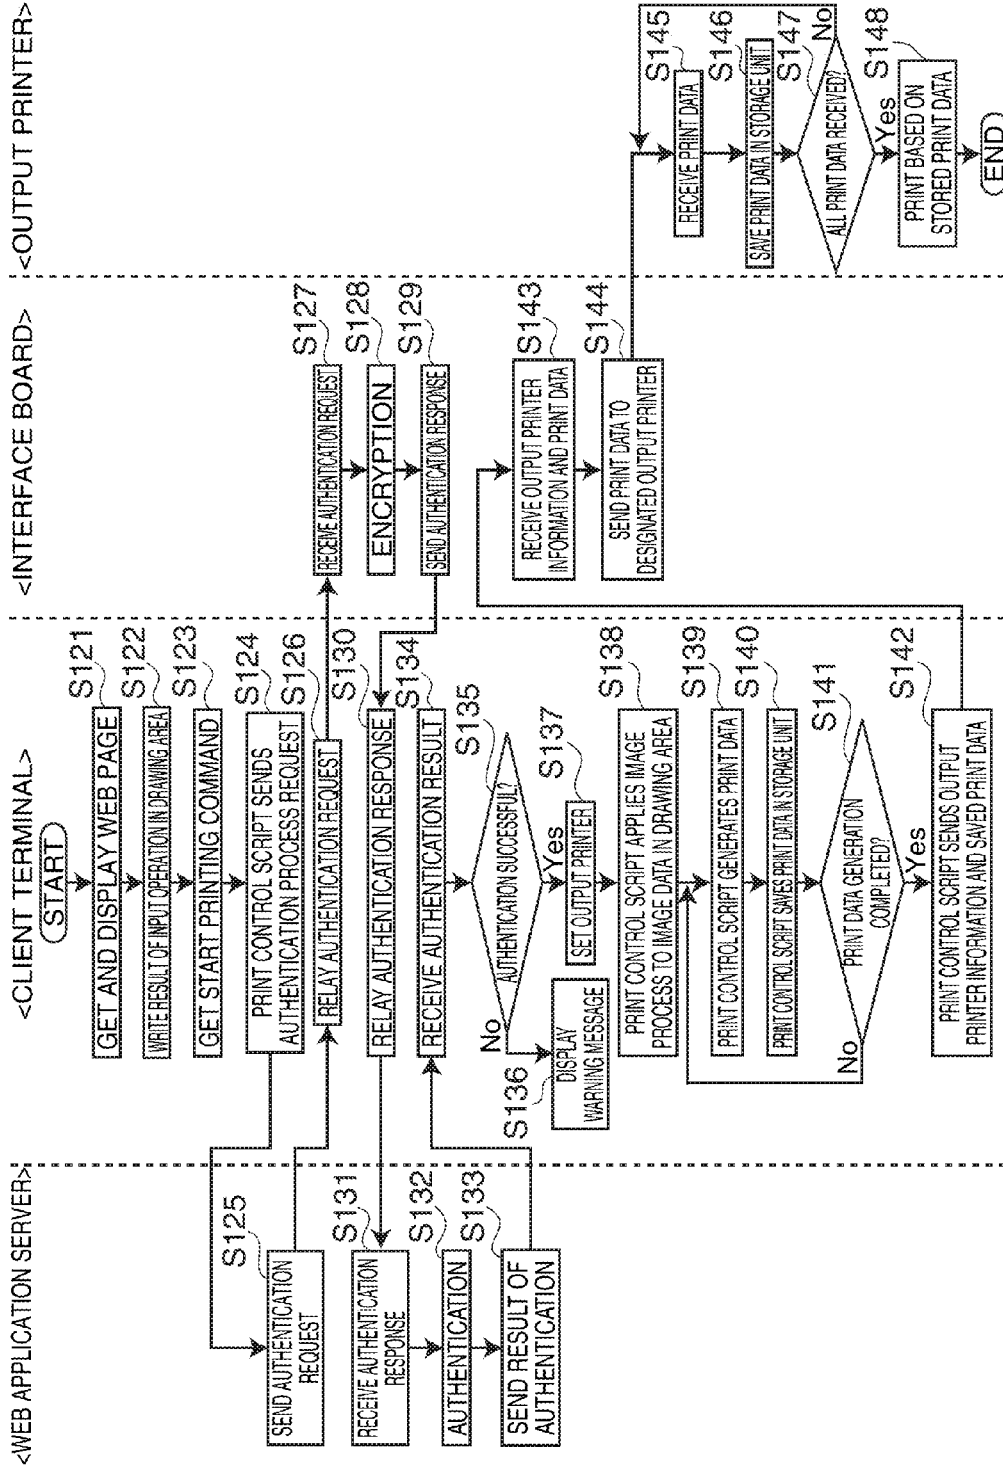 <WEB APPLICATION SERVER>
S125
SEND AUTHENTICATION
REQUEST
S131
RECEIVE AUTHENTICATION
RESPONSE
S132
AUTHENTICATION
S133
SEND RESULT OF
AUTHENTICATION
<CLIENT TERMINAL>
START
S121
GET AND DISPLAY WEB PAGE
S122
WRITE RESULT OF INPUT OPERATION IN DRAWING AREA
S123
GET START PRINTING COMMAND
S124
PRINT CONTROL SCRIPT SENDS
AUTHENTICATION PROCESS REQUEST
S126
RELAY AUTHENTICATION REQUEST
S130
RELAY AUTHENTICATION RESPONSE
S134
RECEIVE AUTHENTICATION RESULT
S135
AUTHENTICATION SUCCESSFUL?
No
Yes
S136
DISPLAY
WARNING MESSAGE
S137
SET OUTPUT PRINTER
S138
PRINT CONTROL SCRIPT APPLIES IMAGE
PROCESS TO IMAGE DATA IN DRAWING AREA
S139
PRINT CONTROL SCRIPT GENERATES PRINT DATA
S140
PRINT CONTROL SCRIPT SAVES PRINT DATA IN STORAGE UNIT
S141
PRINT DATA GENERATION
COMPLETED?
No
Yes
S142
PRINT CONTROL SCRIPT SENDS OUTPUT
PRINTER INFORMATION AND SAVED PRINT DATA
<INTERFACE BOARD>
S127
RECEIVE AUTHENTICATION REQUEST
S128
ENCRYPTION
S129
SEND AUTHENTICATION RESPONSE
S143
RECEIVE OUTPUT PRINTER
INFORMATION AND PRINT DATA
S144
SEND PRINT DATA TO
DESIGNATED OUTPUT PRINTER
<OUTPUT PRINTER>
S145
RECEIVE PRINT DATA
S146
SAVE PRINT DATA IN STORAGE UNIT
S147
ALL PRINT DATA RECEIVED?
No
Yes
S148
PRINT BASED ON
STORED PRINT DATA
END